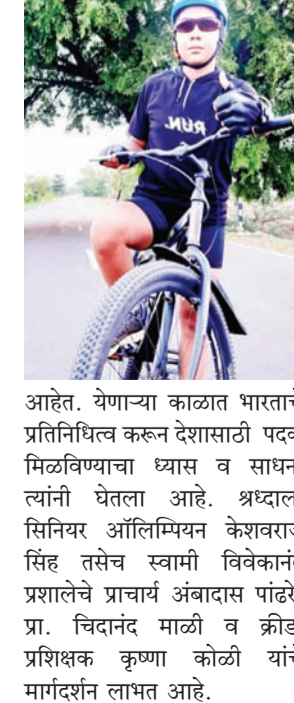 RUN.
आहेत. येणाऱ्या काळात भारताचे
प्रतिनिधित्व करून देशासाठी पदक
मिळविण्याचा ध्यास व साधना
त्यांनी घेतला आहे. श्रध्दाला
सिनियर ऑलिम्पियन केशवराज
सिंह तसेच स्वामी विवेकानंद
प्रशालेचे प्राचार्य अंबादास पांढरे
प्रा. चिदानंद माळी व क्रीडा
प्रशिक्षक कृष्णा कोळी यांचे
मार्गदर्शन लाभत आहे.